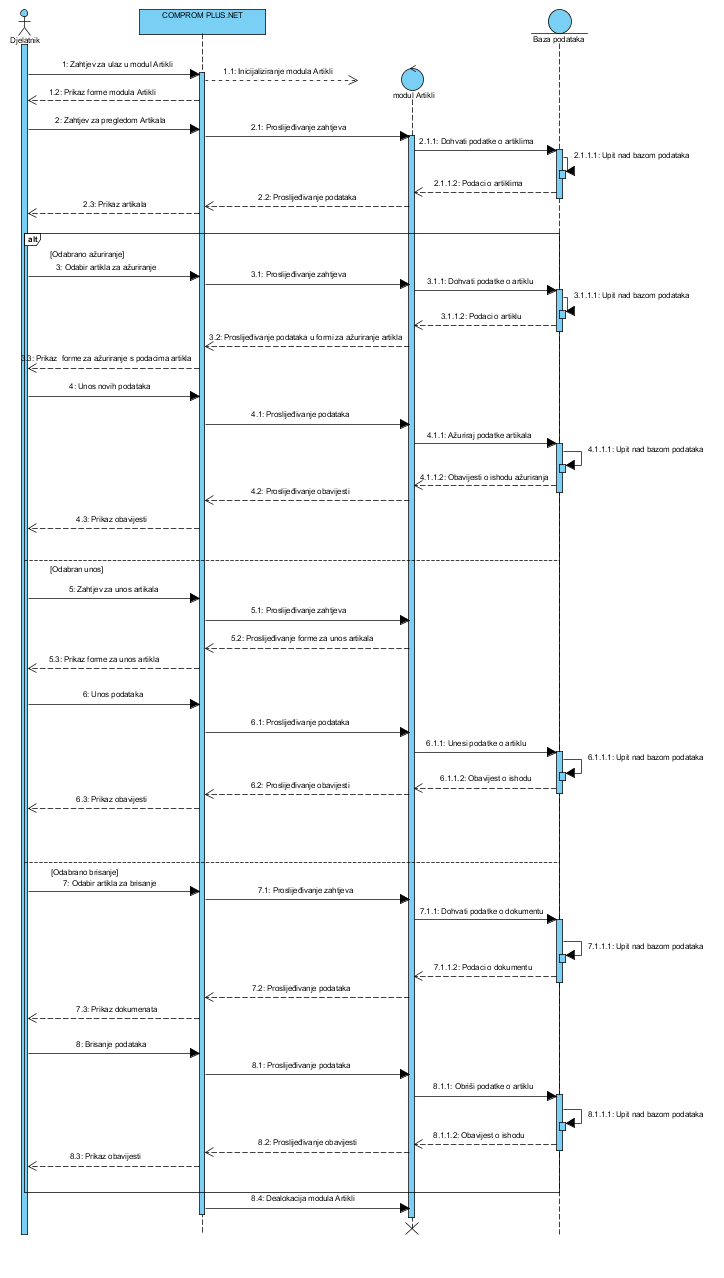 COMPROM PLUS.NET
Djelatnik
Baza podataka
1: Zahtjev za ulaz u modul Artikli
1.1: Inicijaliziranje modula Artikli
1.2: Prikaz forme modula Artikli
modul Artikli
2: Zahtjev za pregledom Artikala
2.1: Proslijeđivanje zahtjeva
2.1.1: Dohvati podatke o artiklima
2.1.1.1: Upit nad bazom podataka
2.1.1.2: Podaci o artiklima
2.2: Proslijeđivanje podataka
2.3: Prikaz artikala
alt
[Odabrano ažuriranje]
3: Odabir artikla za ažuriranje
3.1: Proslijeđivanje zahtjeva
3.1.1: Dohvati podatke o artiklu
3.1.1.1: Upit nad bazom podataka
3.1.1.2: Podaci o artiklu
3.2: Proslijeđivanje podataka u formi za ažuriranje artikla
3.3: Prikaz forme za ažuriranje s podacima artikla
4: Unos novih podataka
4.1: Proslijeđivanje podataka
4.1.1: Ažuriraj podatke artikala
4.1.1.1: Upit nad bazom podataka
4.1.1.2: Obavijesti o ishodu ažuriranja
4.2: Proslijeđivanje obavijesti
4.3: Prikaz obavijesti
[Odabran unos]
5: Zahtjev za unos artikala
5.1: Proslijeđivanje zahtjeva
5.2: Proslijeđivanje forme za unos artikala
5.3: Prikaz forme za unos artikla
6: Unos podataka
6.1: Proslijeđivanje podataka
6.1.1: Unesi podatke o artiklu
6.1.1.1: Upit nad bazom podataka
6.1.1.2: Obavijest o ishodu
6.2: Proslijeđivanje obavijesti
6.3: Prikaz obavijesti
[Odabrano brisanje]
7: Odabir artikla za brisanje
7.1: Proslijeđivanje zahtjeva
7.1.1: Dohvati podatke o dokumentu
7.1.1.1: Upit nad bazom podataka
7.1.1.2: Podaci o dokumentu
7.2: Proslijeđivanje podataka
7.3: Prikaz dokumenata
8: Brisanje podataka
8.1: Proslijeđivanje podataka
8.1.1: Obriši podatke o artiklu
8.1.1.1: Upit nad bazom podataka
8.1.1.2: Obavijest o ishodu
8.2: Proslijeđivanje obavijesti
8.3: Prikaz obavijesti
8.4: Dealokacija modula Artikli